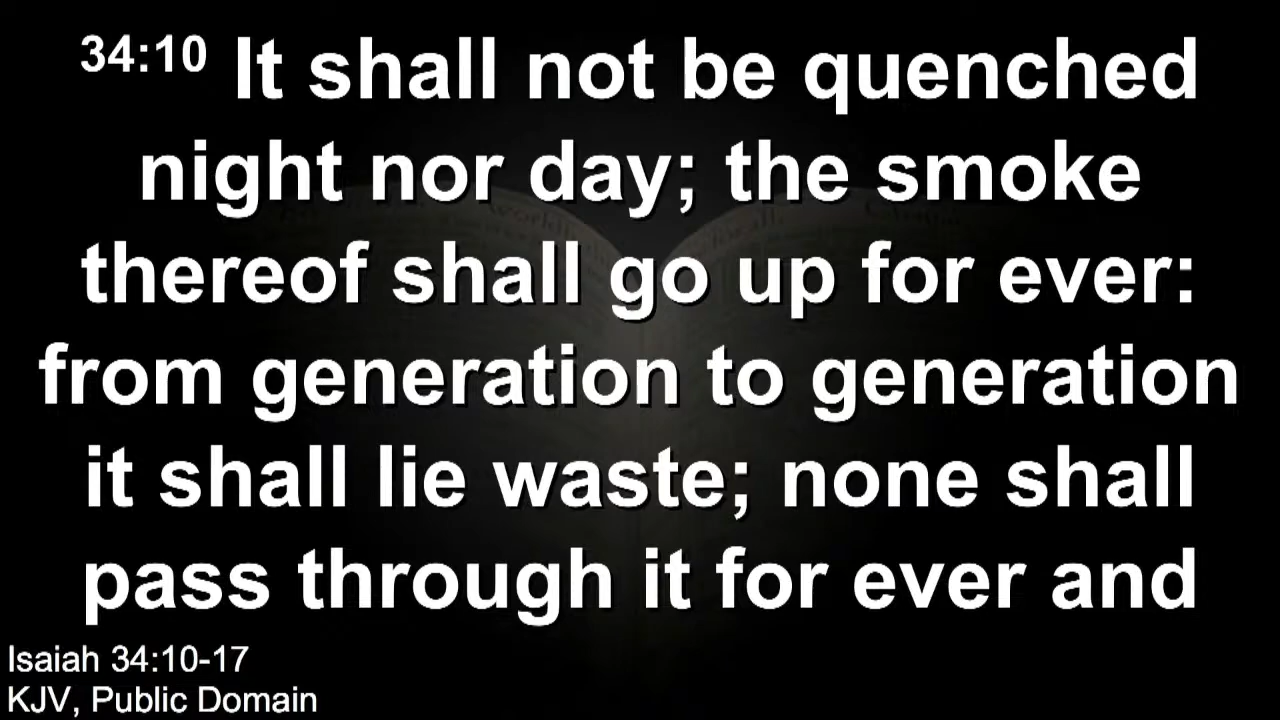 34:10 It shall not be quenched
night nor day; the smoke
thereof shall go up for ever:
from generation to generation
it shall lie waste; none shall
pass through it for ever and
Isaiah 34:10-17
KJV, Public Domain